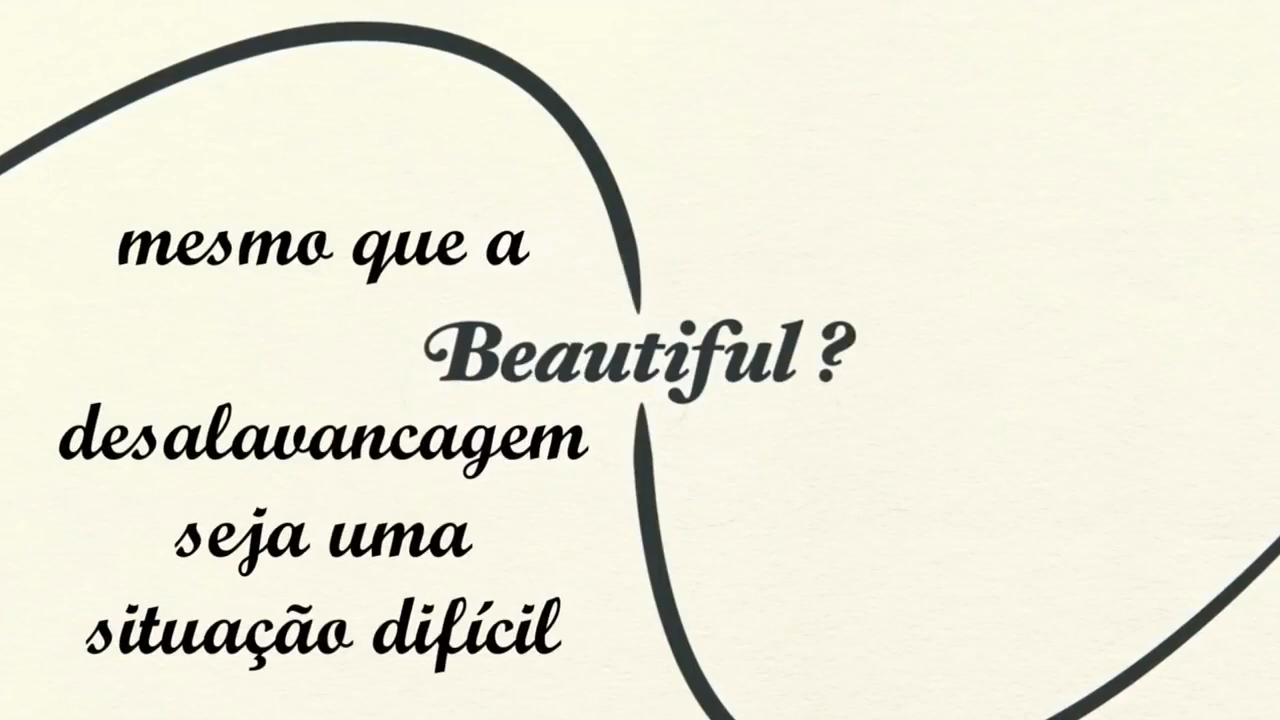 mesmo que a
Beautiful ?
desalavancagem
seja uma
situação difícil